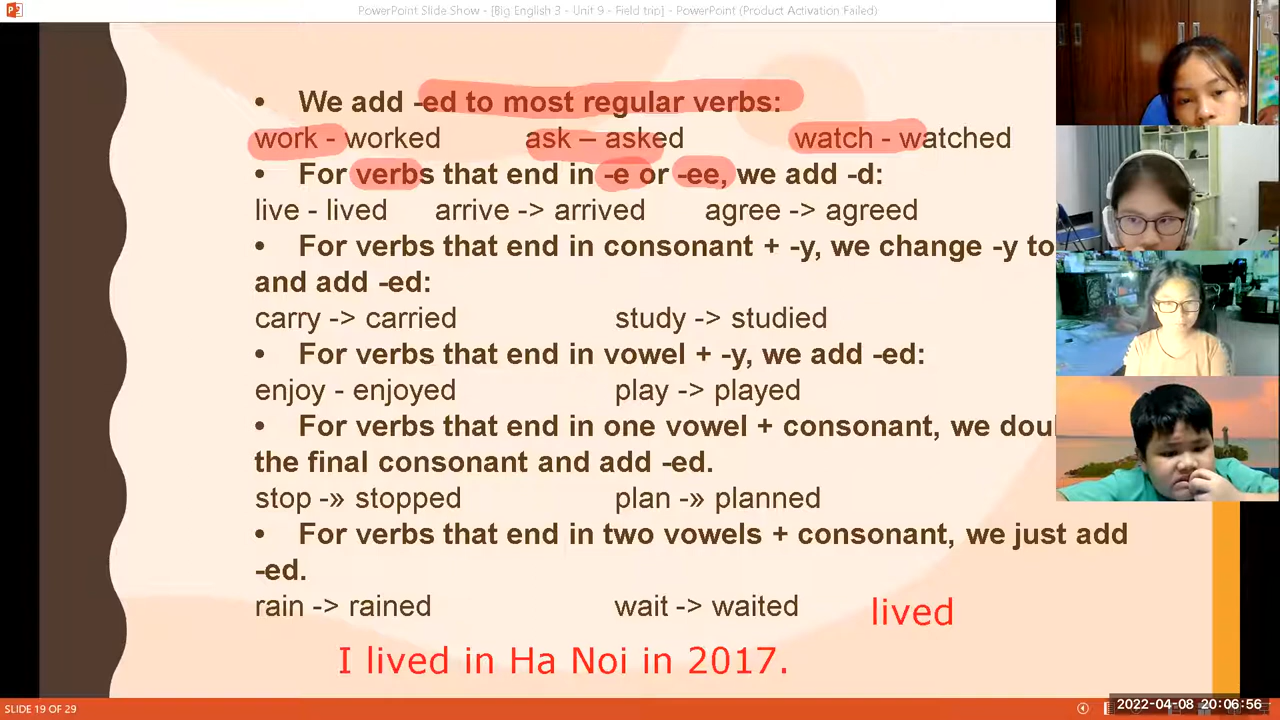 PowerPoint Slide Show - [Big English 3 - Unit 9 - Field trip] - PowerPoint (Product Activation Failed)
• We add -ed to most regular verbs:
work - worked ask – asked watch - watched
• For verbs that end in -e or -ee, we add -d:
live - lived arrive -> arrived agree -> agreed
• For verbs that end in consonant + -y, we change -y to
and add -ed:
carry -> carried study -> studied
• For verbs that end in vowel + -y, we add -ed:
enjoy - enjoyed play -> played
• For verbs that end in one vowel + consonant, we
the final consonant and add -ed.
stop -» stopped plan -» planned
• For verbs that end in two vowels + consonant, we just add
-ed.
rain -> rained wait -> waited
lived
I lived in Ha Noi in 2017.
SLIDE 19 OF 29
2022-04-08 20:06:56